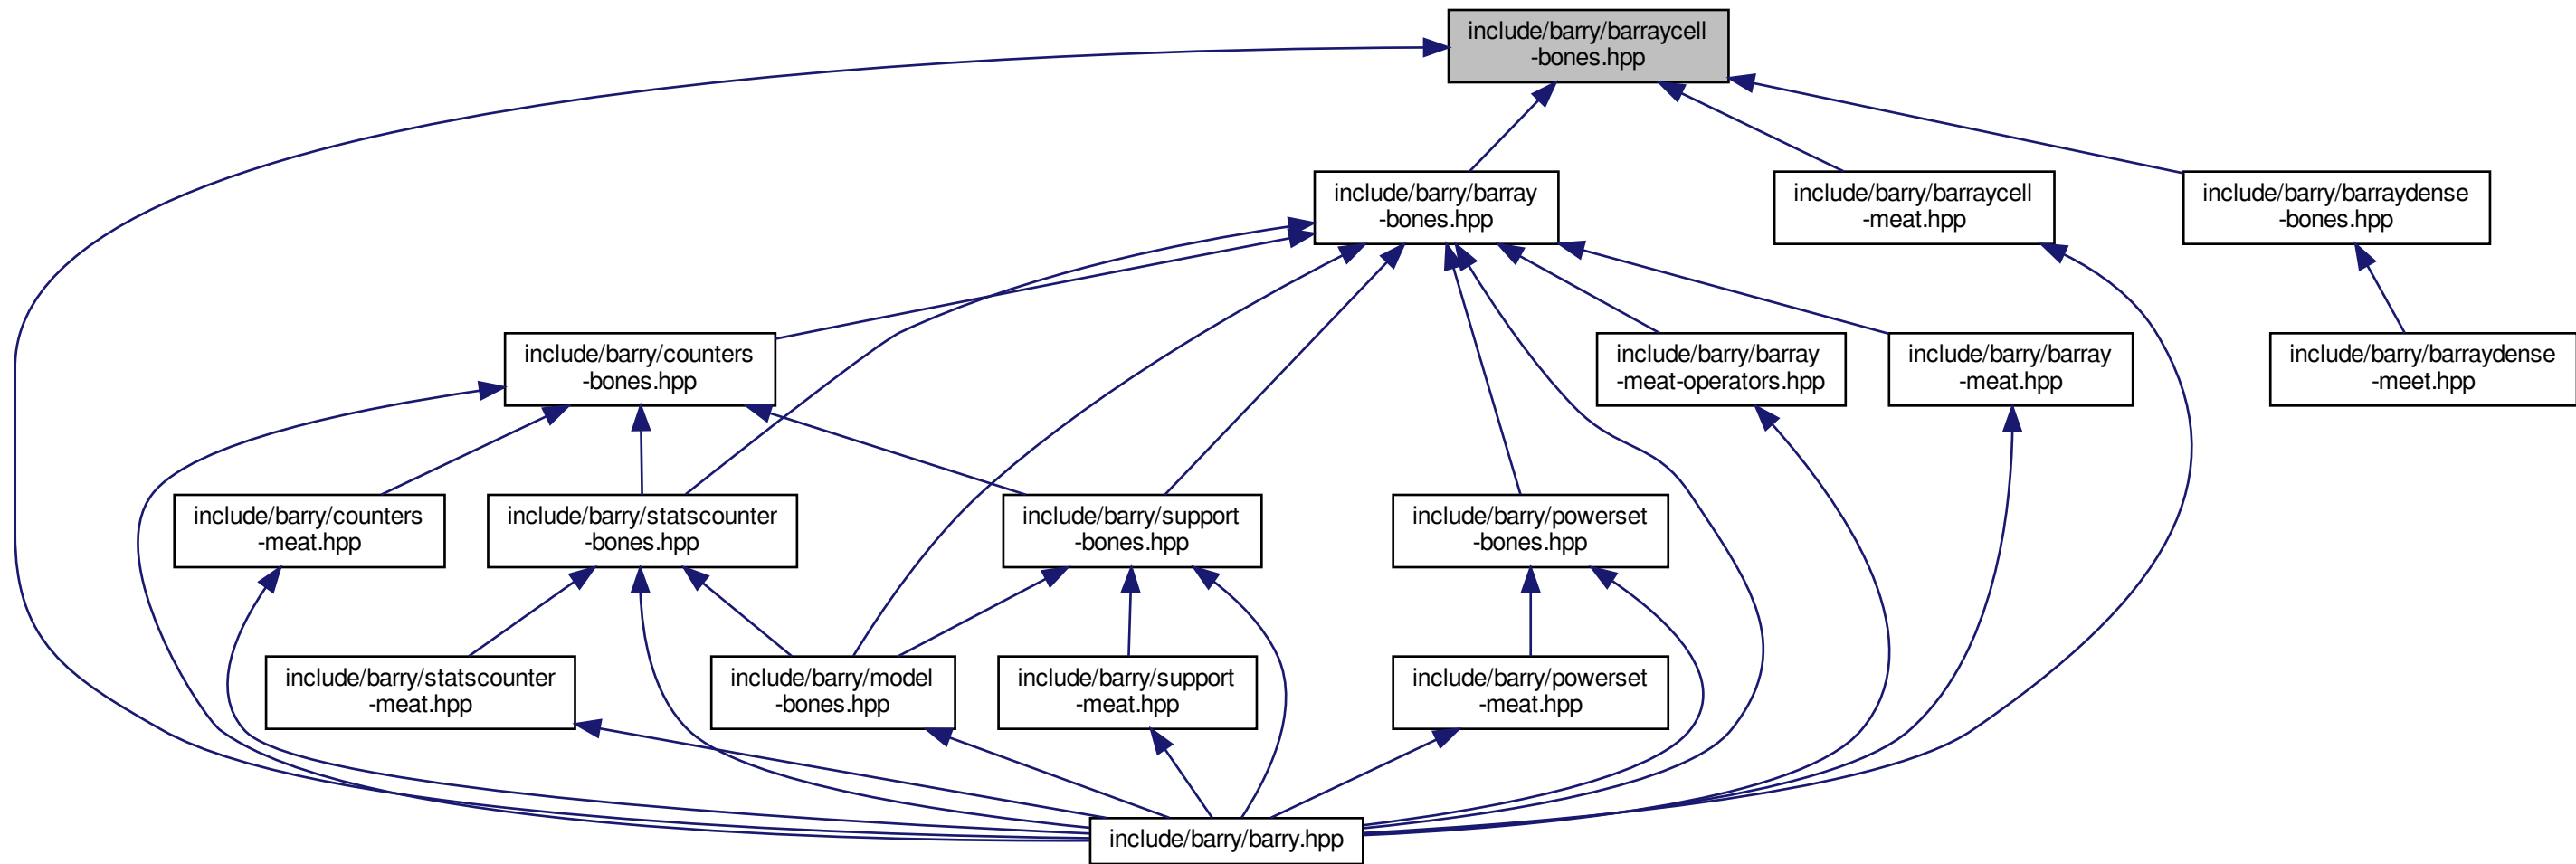 include/barry/barraycell
-bones.hpp
include/barry/barray
-bones.hpp
include/barry/barraycell
-meat.hpp
include/barry/barraydense
-bones.hpp
include/barry/counters
-bones.hpp
include/barry/barray
-meat-operators.hpp
include/barry/barray
-meat.hpp
include/barry/barraydense
-meet.hpp
include/barry/counters
-meat.hpp
include/barry/statscounter
-bones.hpp
include/barry/support
-bones.hpp
include/barry/powerset
-bones.hpp
include/barry/statscounter
-meat.hpp
include/barry/model
-bones.hpp
include/barry/support
-meat.hpp
include/barry/powerset
-meat.hpp
include/barry/barry.hpp